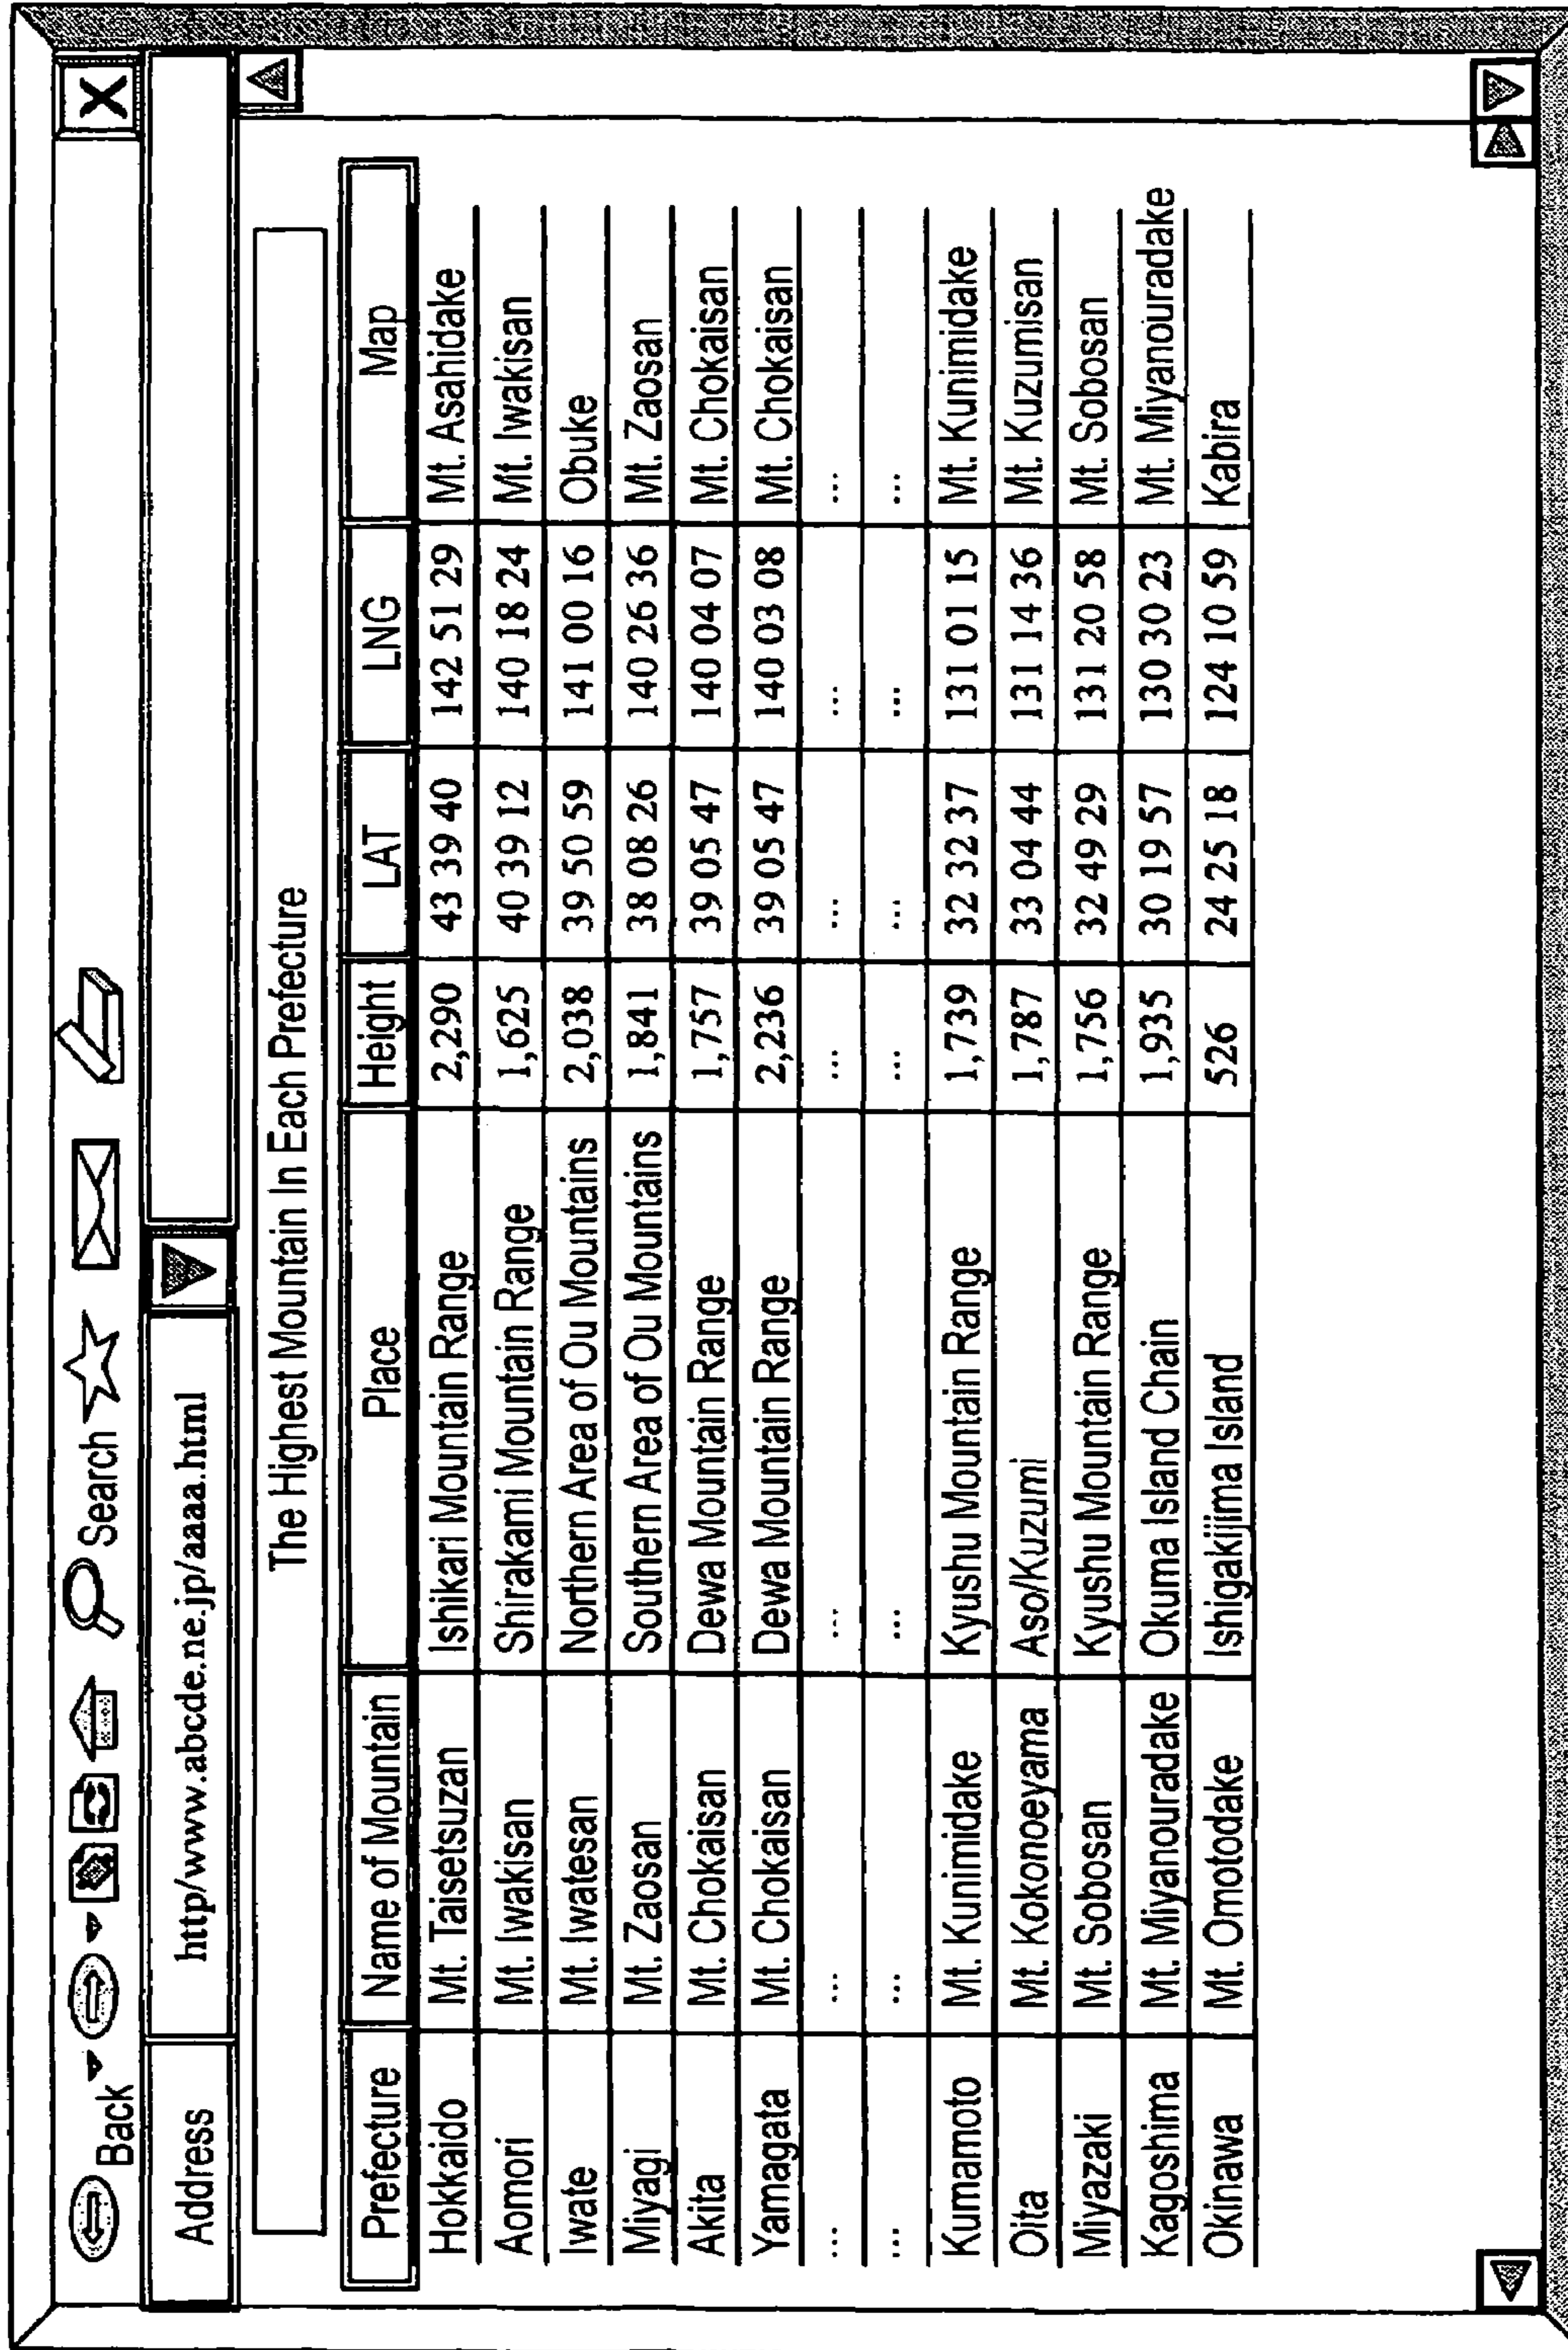 Back Search
Address http/www.abcde.ne.jp/aaaa.html
The Highest Mountain In Each Prefecture
Prefecture Name of Mountain Place Height LAT LNG Map
Hokkaido Mt. Taisetsuzan Ishikari Mountain Range 2,290 43 39 40 142 51 29 Mt. Asahidake
Aomori Mt. Iwakisan Shirakami Mountain Range 1,625 40 39 12 140 18 24 Mt. Iwakisan
Iwate Mt. Iwatesan Northern Area of Ou Mountains 2,038 39 50 59 141 00 16 Obuke
Miyagi Mt. Zaosan Southern Area of Ou Mountains 1,841 38 08 26 140 26 36 Mt. Zaosan
Akita Mt. Chokaisan Dewa Mountain Range 1,757 39 05 47 140 04 07 Mt. Chokaisan
Yamagata Mt. Chokaisan Dewa Mountain Range 2,236 39 05 47 140 03 08 Mt. Chokaisan
... ... ... ... ... ... ...
... ... ... ... ... ... ...
Kumamoto Mt. Kunimidake Kyushu Mountain Range 1,739 32 32 37 131 01 15 Mt. Kunimidake
Oita Mt. Kokonoeyama Aso/Kuzumi 1,787 33 04 44 131 14 36 Mt. Kuzumisan
Miyazaki Mt. Sobosan Kyushu Mountain Range 1,756 32 49 29 131 20 58 Mt. Sobosan
Kagoshima Mt. Miyanouradake Okuma Island Chain 1,935 30 19 57 130 30 23 Mt. Miyanouradake
Okinawa Mt. Omotodake Ishigakijima Island 526 24 25 18 124 10 59 Kabira